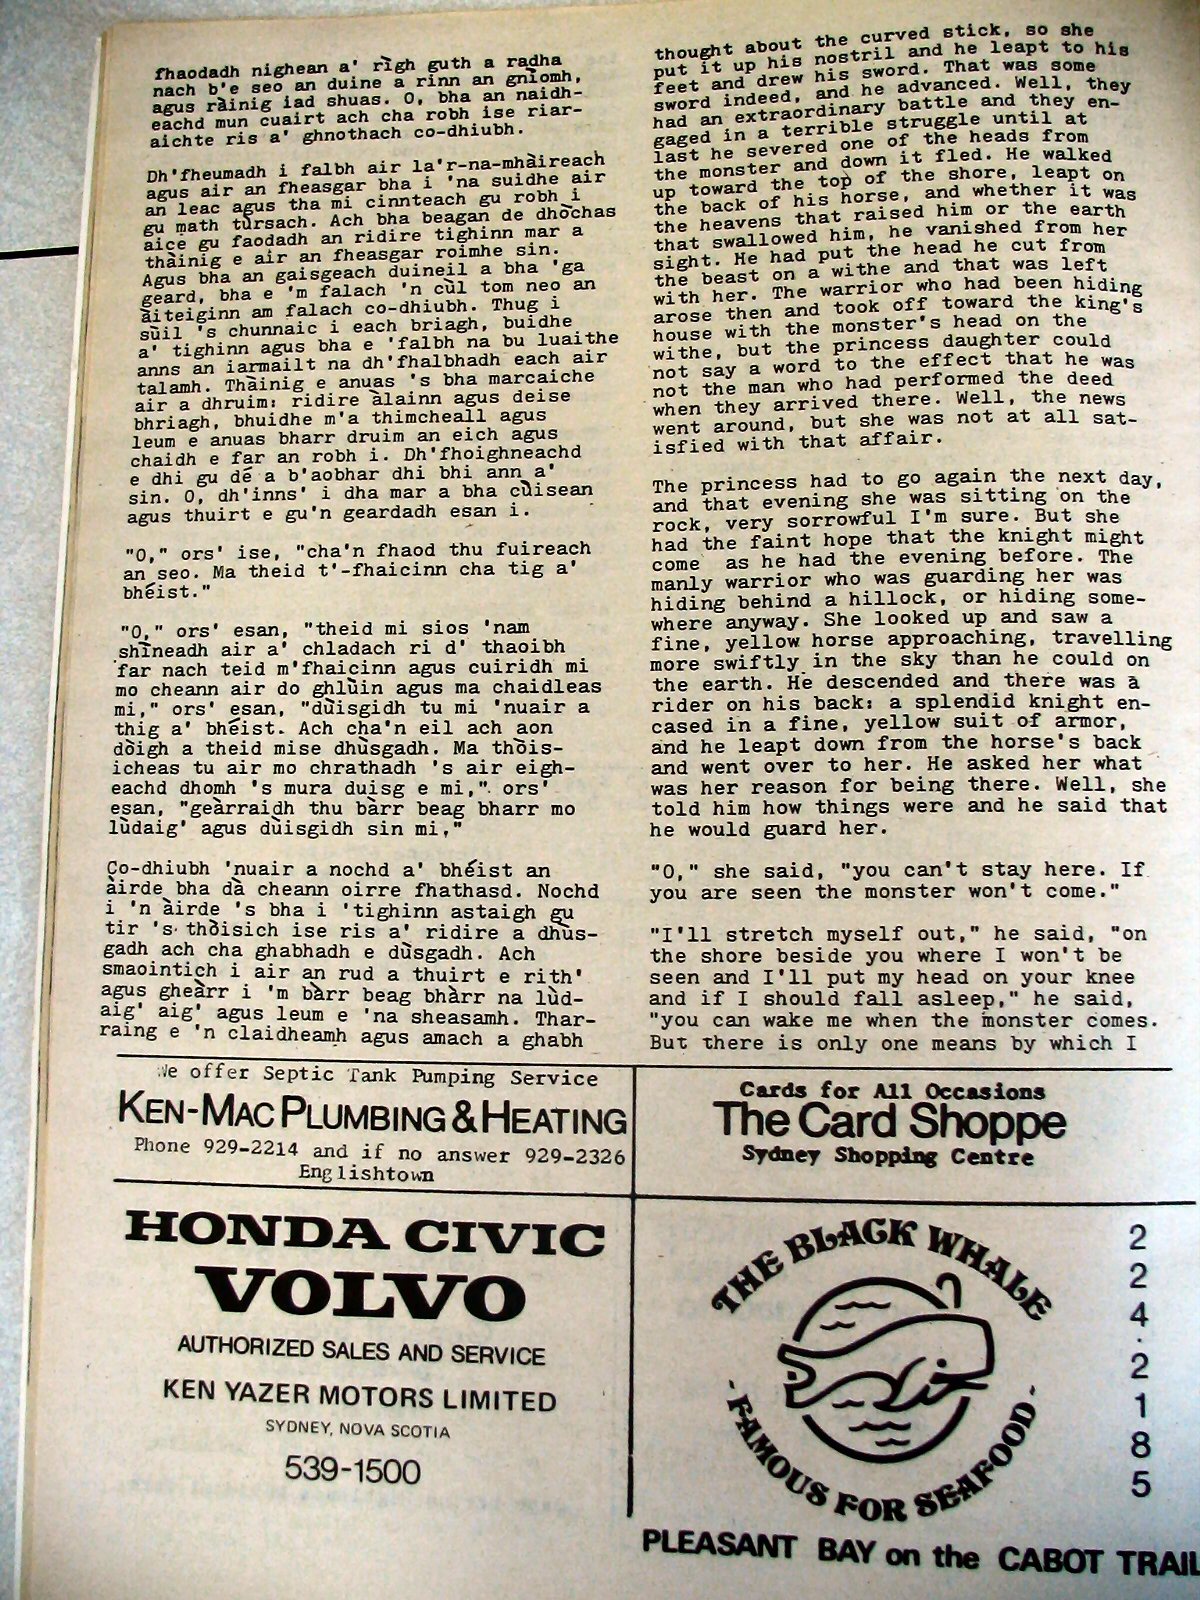 fhaodadh nighean a' rìgh guth a radha
nach b'e seo an duine a rinn an gnìomh,
agus ràinig iad shuas. O, bha an naidh-
eachd mun cuairt ach cha robh ise riar-
aichte ris a' ghnothach co-dhiubh.

Dh'fheumadh i falbh air la'r-na-mhàireach
agus air an fheasgar bha i 'na suidhe air
an leac agus tha mi cinnteach gu robh i
gu math tùrsach. Ach bha beagan de dhòchas
aice gu faodadh an ridire tighinn mar a
thàinig e air an fheasgar roimhe sin.
Agus bha an gaisgeach duineil a bha 'ga
geard, bha e 'm falach 'n cùl tom neo an
àiteiginn am falach co-dhiubh. Thug i
sùil 's chunnaic i each briagh, buidhe
a' tighinn agus bha e 'falbh na bu luaithe
anns an iarmailt na dh'fhalbhadh each air
talamh. Thàinig e anuas 's bha marcaiche
air a dhruim: ridire àlainn agus deise
bhriagh, bhuidhe m'a thimcheall agus
leum e anuas bharr druim an eich agus
chaidh e far an robh i. Dh'fhoighneachd
e dhi gu dé a b'aobhar dhi bhi ann a'
sin. O, dh'inns' i dha mar a bha cùisean
agus thuirt e gu'n geardadh esan i.

"O," ors' ise, "cha'n fhaod thu fuireach
an seo. Ma theid t'-fhaicinn cha tig a'
bhéist."

"O," ors' esan, "theid mi sios 'nam
shìneadh air a' chladach ri d' thaoibh
far nach teid m'fhaicinn agus cuiridh mi
mo cheann air do ghlùin agus ma chaidleas
mi," ors' esan, "dùisgidh tu mi 'nuair a
thig a' bhéist. Ach cha'n eil ach aon
dòigh a theid mise dhùsgadh. Ma thòis-
icheas tu air mo chrathadh 's air eigh-
eachd dhomh 's mura duisg e mi," ors'
esan, "geàrraidh thu bàrr beag bharr mo
lùdaig' agus dùisgidh sin mi,"

Co-dhiubh 'nuair a nochd a' bhéist an
àirde bha dà cheann oirre fhathasd. Nochd
i 'n àirde 's bha i 'tighinn astaigh gu
tìr 's thòisich ise ris a' ridire a dhùs-
gadh ach cha ghabhadh e dùsgadh. Ach
smaointich i air an rud a thuirt e rith'
agus gheàrr i 'm bàrr beag bhàrr na lùd-
aig' aig' agus leum e 'na sheasamh. Thar-
raing e 'n claidheamh agus amach a ghabh

thought about the curved stick, so she
put it up his nostril and he leapt to his
feet and drew his sword. That was some
sword indeed, and he advanced. Well, they
had an extraordinary battle and they en-
gaged in a terrible struggle until at
last he severed one of the heads from
the monster and down it fled. He walked
up toward the top of the shore, leapt on
the back of his horse, and whether it was
the heavens that raised him or the earth
that swallowed him, he vanished from her
sight. He had put the head he cut from
the beast on a withe and that was left
with her. The warrior who had been hiding
arose then and took off toward the king's
house with the monster's head on the
withe, but the princess daughter could
not say a word to the effect that he was
not the man who had performed the deed
when they arrived there. Well, the news
went around, but she was not at all sat-
isfied with that affair.

The princess had to go again the next day,
and that evening she was sitting on the
rock, very sorrowful I'm sure. But she
had the faint hope that the knight might
come as he had the evening before. The
manly warrior who was guarding her was
hiding behind a hillock, or hiding some-
where anyway. She looked up and saw a
fine, yellow horse approaching, travelling
more swiftly in the sky than he could on
the earth. He descended and there was a
rider on his back: a splendid knight en-
cased in a fine, yellow suit of armor,
and he leapt down from the horse's back
and went over to her. He asked her what
was her reason for being there. Well, she
told him how things were and he said that
he would guard her.

"O," she said, "you can't stay here. If
you are seen the monster won't come."

"I'll stretch myself out," he said, "on
the shore beside you where I won't be
seen and I'll put my head on your knee
and if I should fall asleep," he said,
"you can wake me when the monster comes.
But there is only one means by which I

We offer Septic Tank Pumping Service
KEN-MAC PLUMBING & HEATING
Phone 929-2214 and if no answer 929-2326
Englishtown

Cards for All Occasions
The Card Shoppe
Sydney Shopping Centre

HONDA CIVIC
VOLVO
AUTHORIZED SALES AND SERVICE
KEN YAZER MOTORS LIMITED
SYDNEY, NOVA SCOTIA
539-1500

THE BLACK WHALE
- FAMOUS FOR SEAFOOD -
2
2
4
·
2
1
8
5
PLEASANT BAY on the CABOT TRAIL